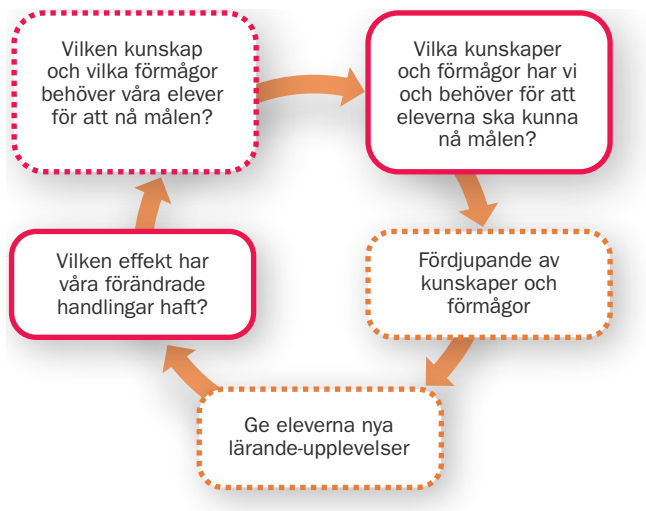 Vilken kunskap
och vilka förmågor
behöver våra elever
för att nå målen?
Vilka kunskaper
och förmågor har vi
och behöver för att
eleverna ska kunna
nå målen?
Fördjupande av
kunskaper och
förmågor
Ge eleverna nya
lärande-upplevelser
Vilken effekt har
våra förändrade
handlingar haft?